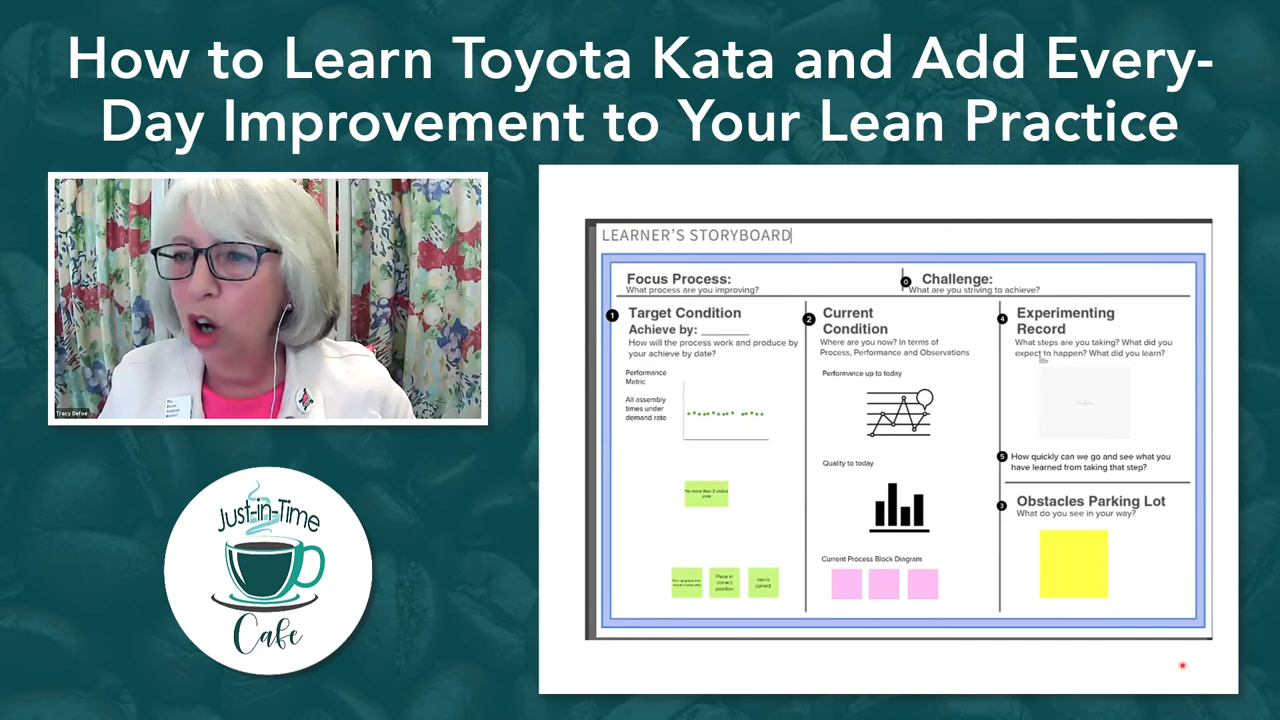 How to Learn Toyota Kata and Add Every-
Day Improvement to Your Lean Practice
Tracy Defoe
Just-in-Time
Cafe
LEARNER'S STORYBOARD
Focus Process:
What process are you improving?
0
Challenge:
What are you striving to achieve?
1
Target Condition
Achieve by: ________
How will the process work and produce by
your achieve by date?
Performance
Metric
All assembly
times under
demand rate
No more than 2 visible
Place in
correct
position
2
Current
Condition
Where are you now? In terms of
Process, Performance and Observations
Performance up to today
Quality to today
Current Process Block Diagram
4
Experimenting
Record
What steps are you taking? What did you
expect to happen? What did you learn?
5
How quickly can we go and see what you
have learned from taking that step?
3
Obstacles Parking Lot
What do you see in your way?